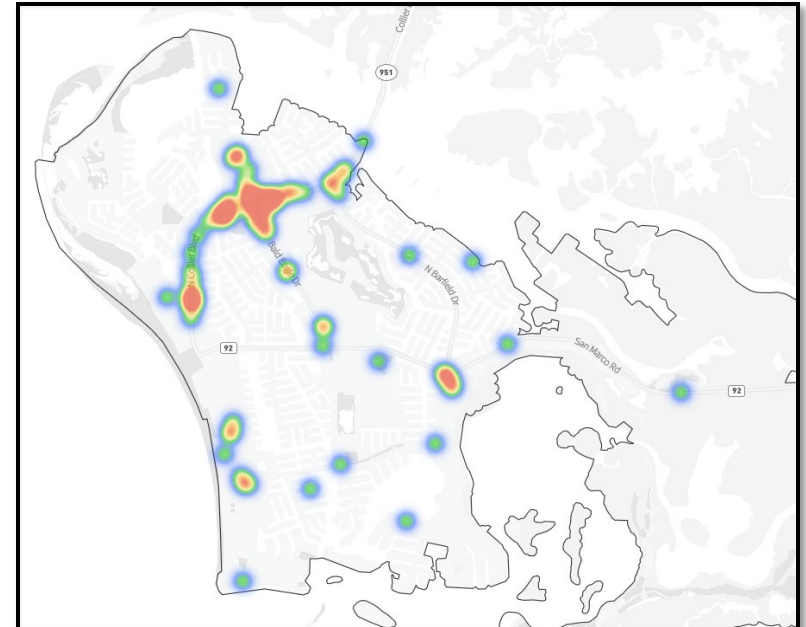 Collier
951
N Collier Blvd
Bald Eagle Dr
N Barfield Dr
92
San Marco Rd
92